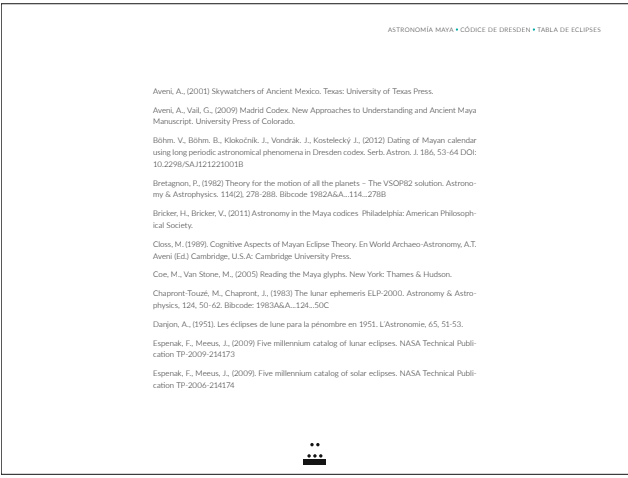 ASTRONOMÍA MAYA • CÓDICE DE DRESDEN • TABLA DE ECLIPSES
Aveni, A., (2001) Skywatchers of Ancient Mexico. Texas: University of Texas Press.
Aveni, A., Vail, G., (2009) Madrid Codex. New Approaches to Understanding and Ancient Maya
Manuscript. University Press of Colorado.
Böhm. V., Böhm. B., Klokočník. J., Vondrák. J., Kostelecký J., (2012) Dating of Mayan calendar
using long periodic astronomical phenomena in Dresden codex. Serb. Astron. J. 186, 53-64 DOI:
10.2298/SAJ121221001B
Bretagnon, P., (1982) Theory for the motion of all the planets – The VSOP82 solution. Astrono-
my & Astrophysics. 114(2), 278-288. Bibcode 1982A&A...114...278B
Bricker, H., Bricker, V., (2011) Astronomy in the Maya codices Philadelphia: American Philosoph-
ical Society.
Closs, M. (1989). Cognitive Aspects of Mayan Eclipse Theory. En World Archaeo-Astronomy, A.T.
Aveni (Ed.) Cambridge, U.S.A: Cambridge University Press.
Coe, M., Van Stone, M., (2005) Reading the Maya glyphs. New York: Thames & Hudson.
Chapront-Touzé, M., Chapront, J., (1983) The lunar ephemeris ELP-2000. Astronomy & Astro-
physics, 124, 50-62. Bibcode: 1983A&A...124...50C
Danjon, A., (1951). Les éclipses de lune para la pénombre en 1951. L'Astronomie, 65, 51-53.
Espenak, F., Meeus, J., (2009) Five millennium catalog of lunar eclipses. NASA Technical Publi-
cation TP-2009-214173
Espenak, F., Meeus, J., (2009). Five millennium catalog of solar eclipses. NASA Technical Publi-
cation TP-2006-214174